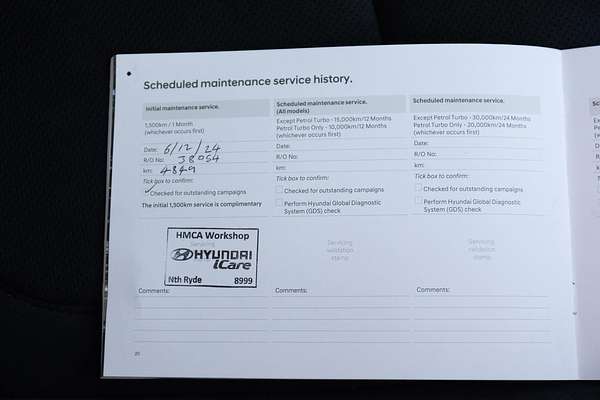 Scheduled maintenance service history.
Initial maintenance service.
1,500km / 1 Month
(whichever occurs first)
Date: 6/12/24
R/O No: 38054
km: 4849
Tick box to confirm:
Checked for outstanding campaigns
The initial 1,500km service is complimentary
HMCA Workshop
Servicing
HYUNDAI
iCare
Nth Ryde 8999
Comments:
Scheduled maintenance service.
(All models)
Except Petrol Turbo - 15,000km/12 Months
Petrol Turbo Only - 10,000km/12 Months
(whichever occurs first)
Date:
R/O No:
km:
Tick box to confirm:
Checked for outstanding campaigns
Perform Hyundai Global Diagnostic
System (GDS) check
Servicing
validation
stamp
Comments:
Scheduled maintenance service.
Except Petrol Turbo - 30,000km/24 Months
Petrol Turbo Only - 20,000km/24 Months
(whichever occurs first)
Date:
R/O No:
km:
Tick box to confirm:
Checked for outstanding campaigns
Perform Hyundai Global Diagnostic
System (GDS) check
Servicing
validation
stamp
Comments: